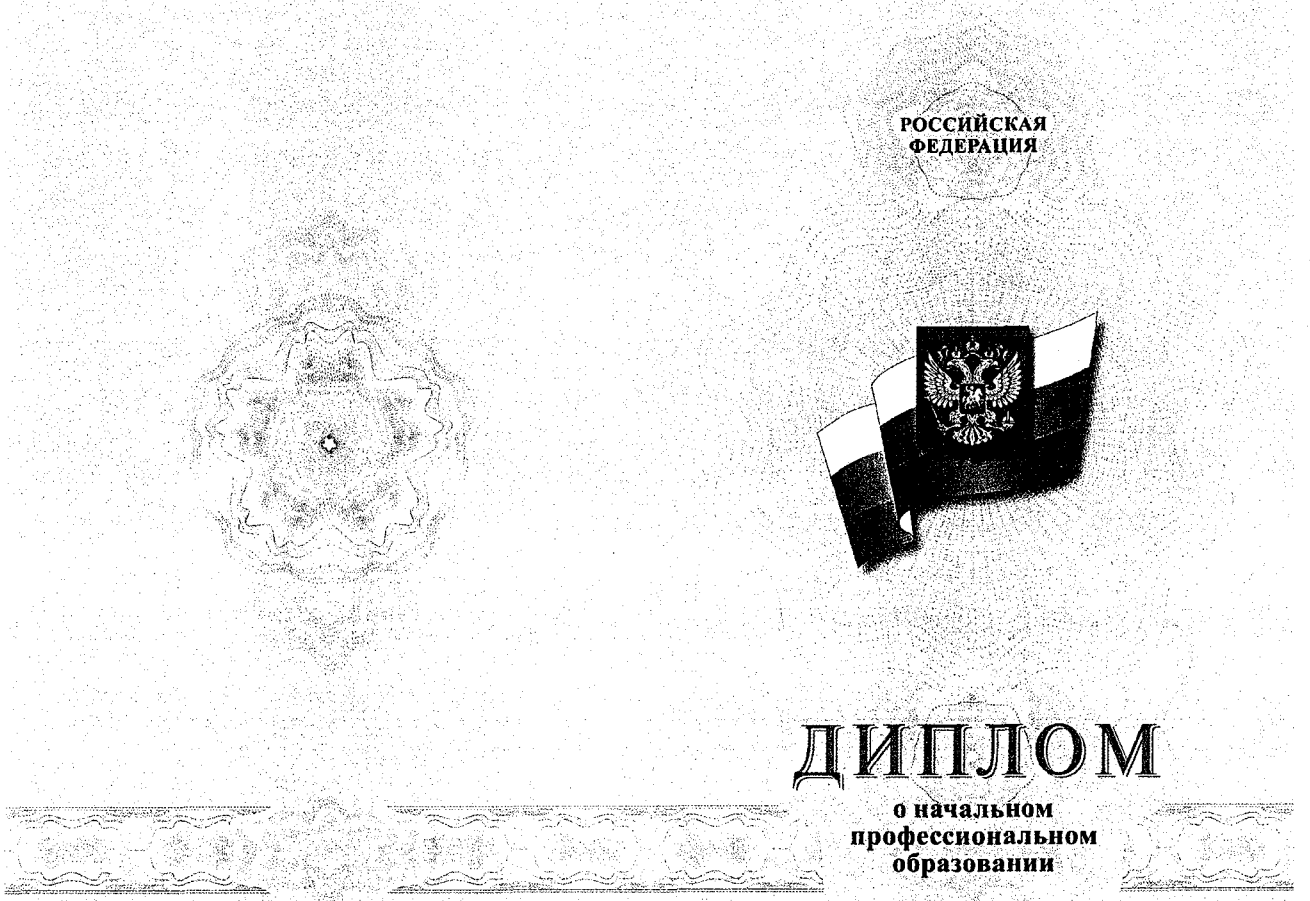 РОССИЙСКАЯ
ФЕДЕРАЦИЯ
ДИПЛОМ
о начальном
профессиональном
образовании